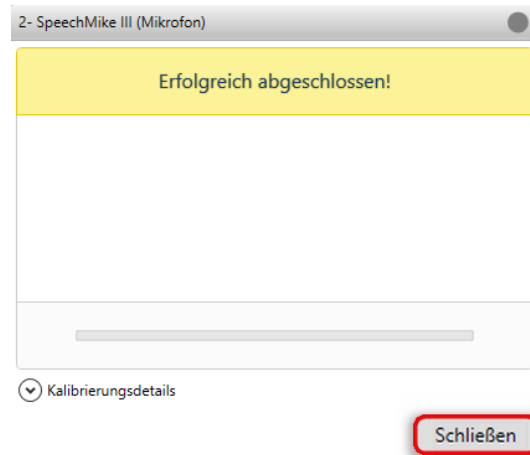 2- SpeechMike III (Mikrofon)
Erfolgreich abgeschlossen!
Kalibrierungsdetails
Schließen